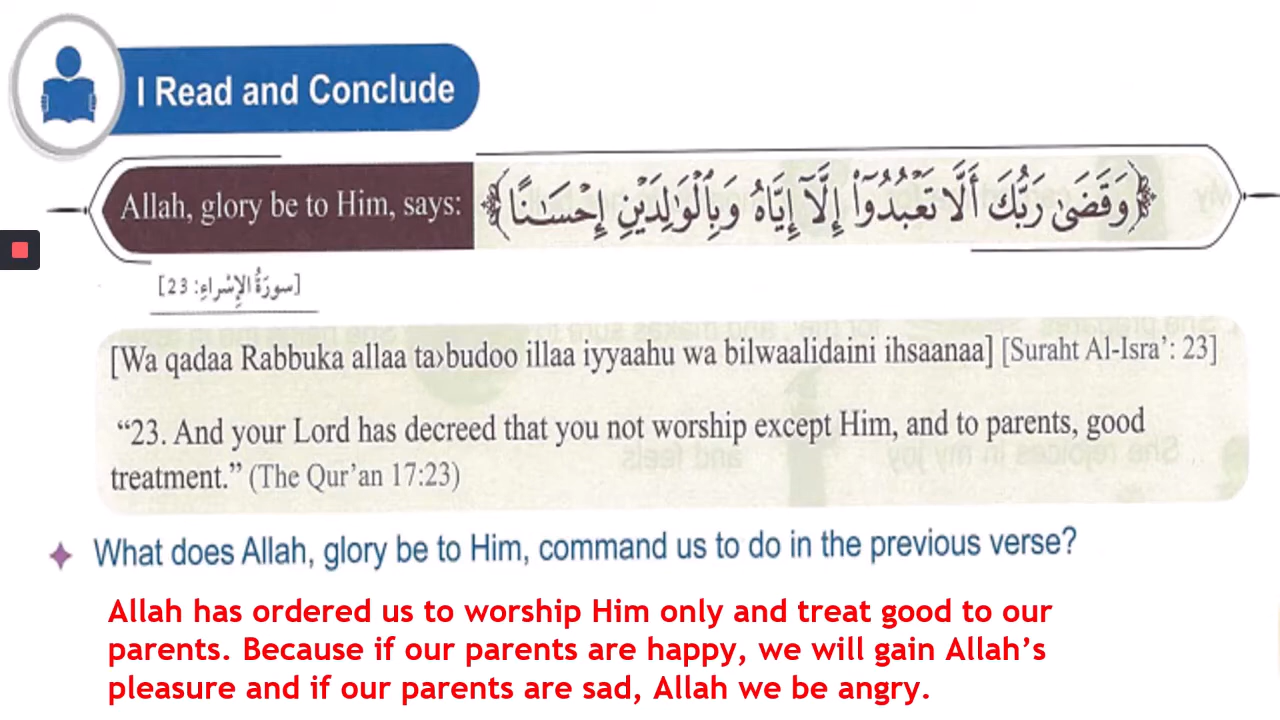 I Read and Conclude
Allah, glory be to Him, says: ﴿وَقَضَىٰ رَبُّكَ أَلَّا تَعۡبُدُوٓاْ إِلَّآ إِيَّاهُ وَبِٱلۡوَٰلِدَيۡنِ إِحۡسَٰنًا﴾
[سورَةُ الإِسْراءِ: 23]
[Wa qadaa Rabbuka allaa ta›budoo illaa iyyaahu wa bilwaalidaini ihsaanaa] [Suraht Al-Isra’: 23]
“23. And your Lord has decreed that you not worship except Him, and to parents, good
treatment.” (The Qur’an 17:23)
What does Allah, glory be to Him, command us to do in the previous verse?
Allah has ordered us to worship Him only and treat good to our
parents. Because if our parents are happy, we will gain Allah’s
pleasure and if our parents are sad, Allah we be angry.